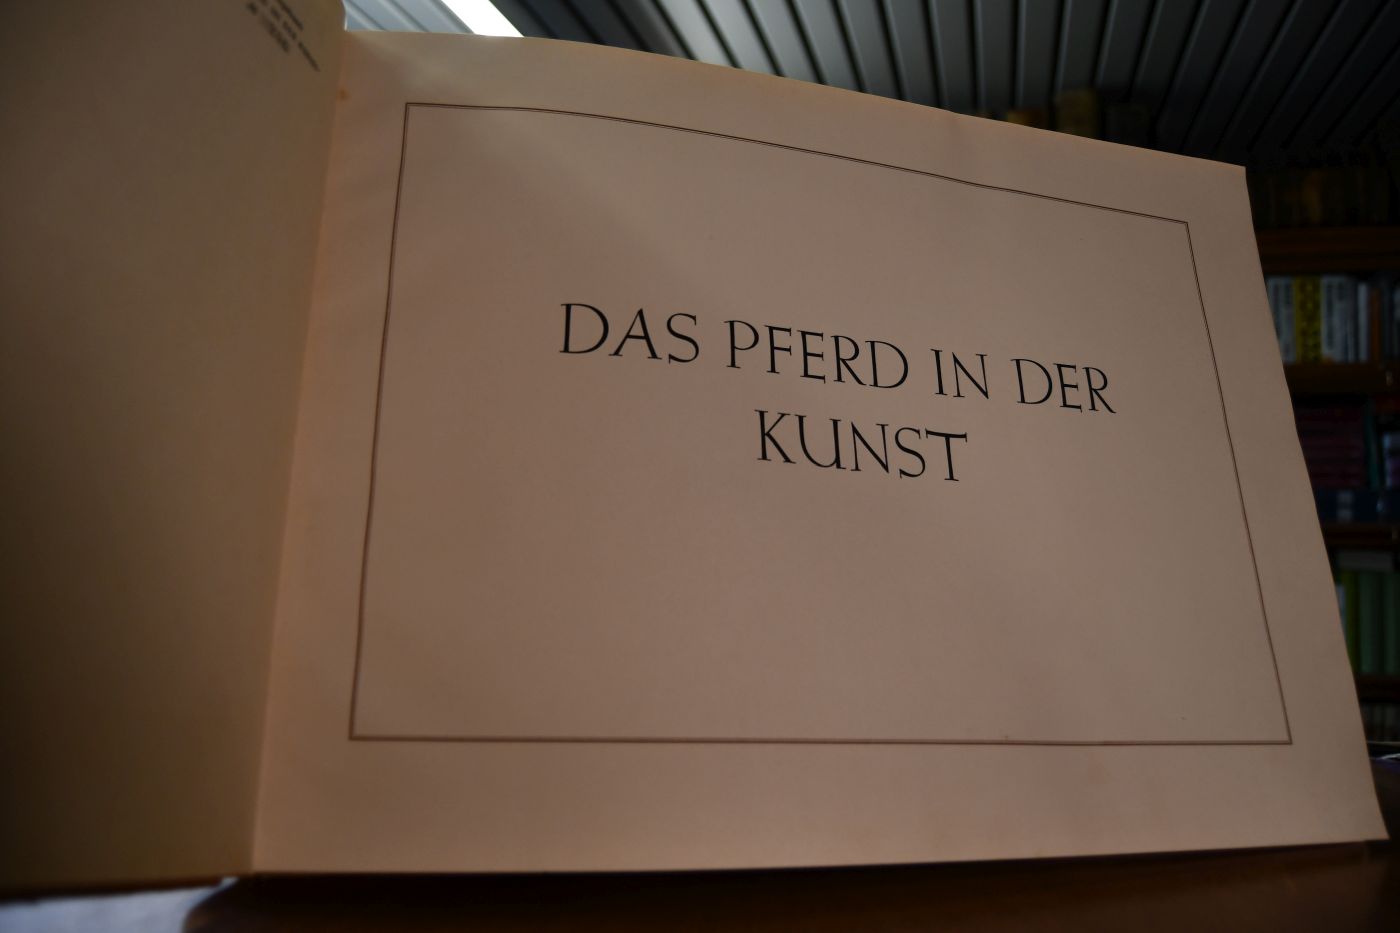 DAS PFERD IN DER
KUNST